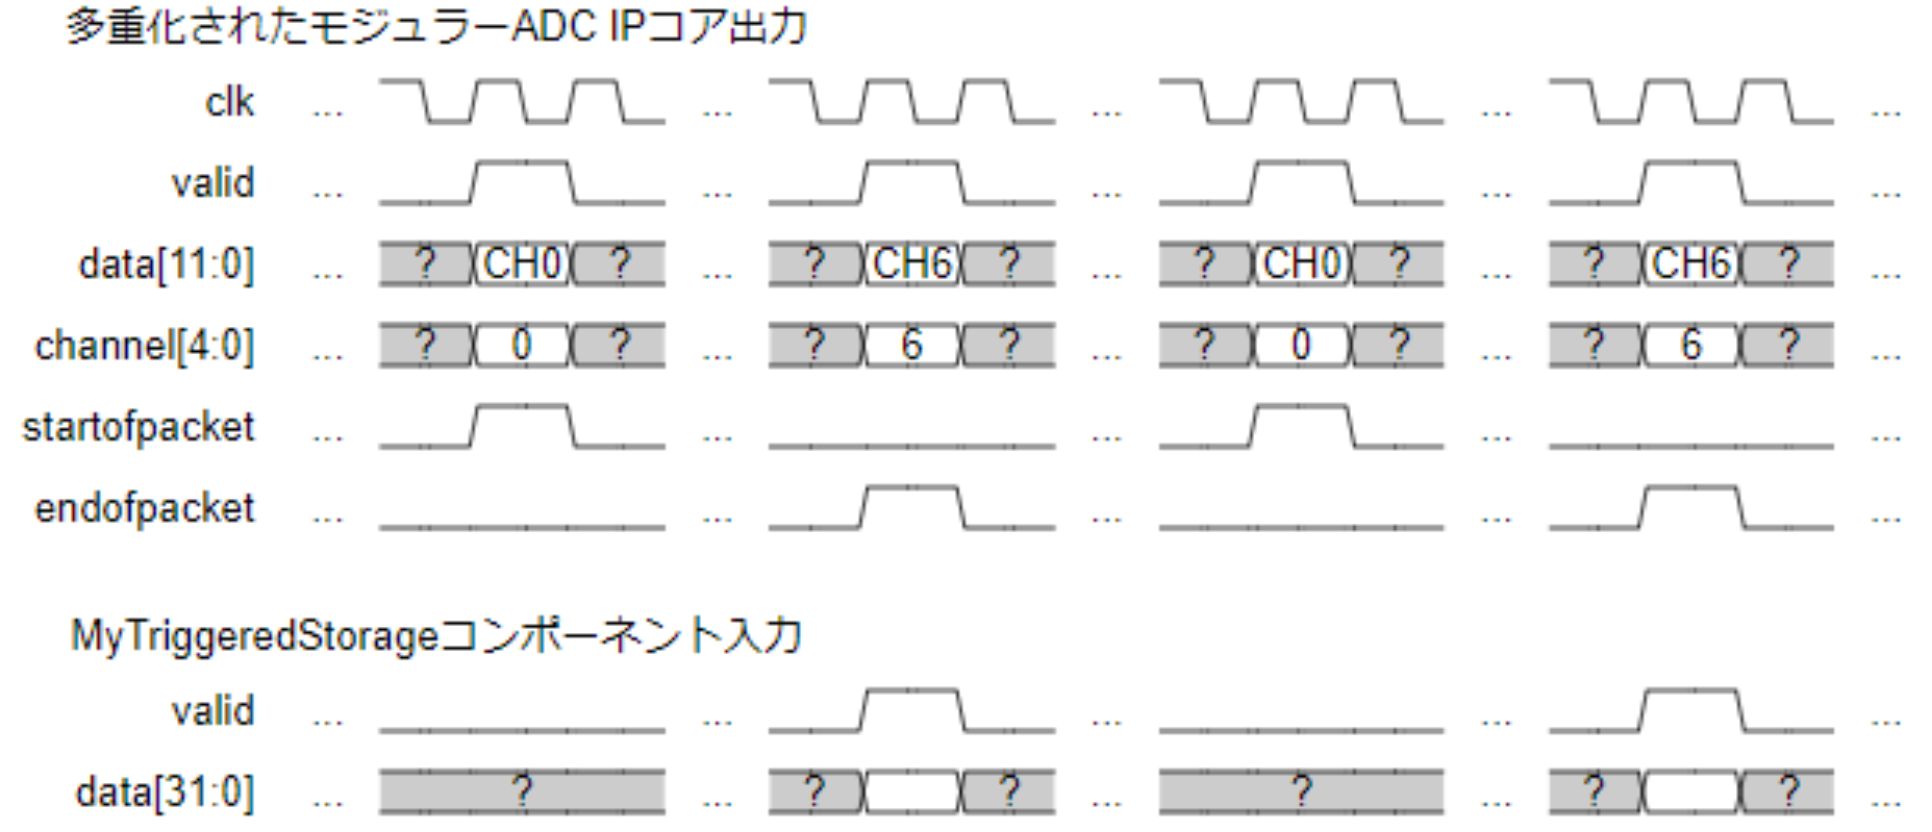 多重化されたモジュラーADC IPコア出力
clk ... ... ... ... ...
valid ... ... ... ... ...
data[11:0] ... ? CH0 ? ... ? CH6 ? ... ? CH0 ? ... ? CH6 ? ...
channel[4:0] ... ? 0 ? ... ? 6 ? ... ? 0 ? ... ? 6 ? ...
startofpacket ... ... ... ... ...
endofpacket ... ... ... ... ...
MyTriggeredStorageコンポーネント入力
valid ... ... ... ... ...
data[31:0] ... ? ... ? ? ... ? ... ? ? ...